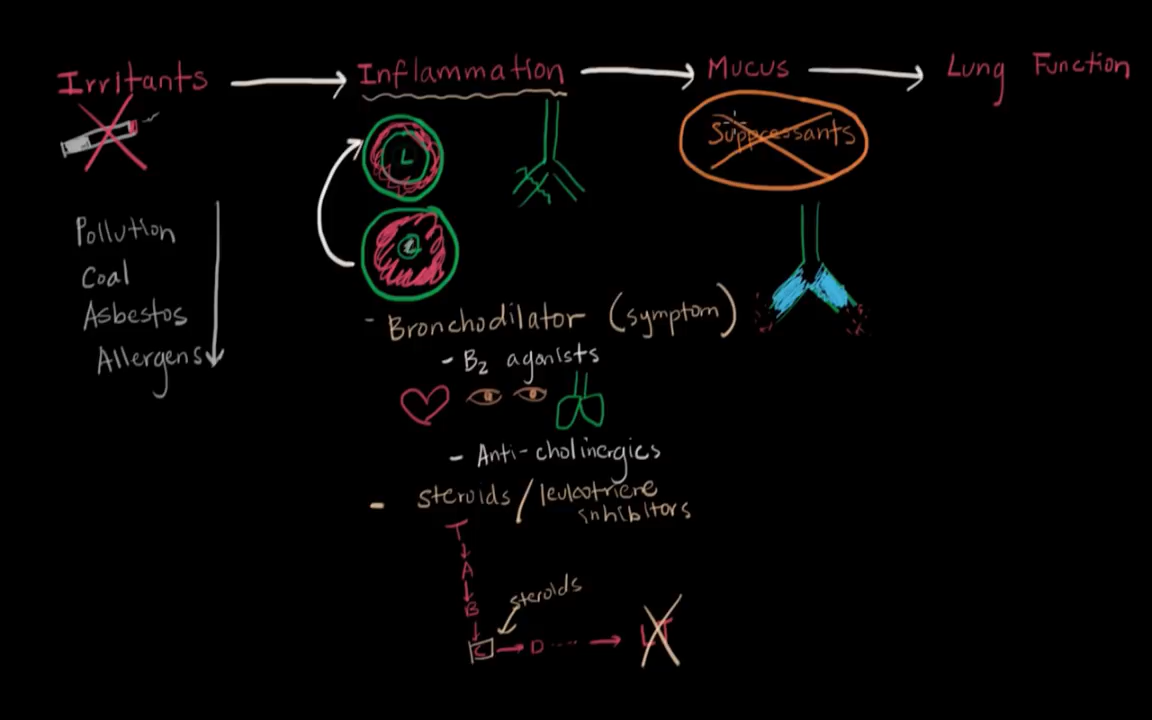 Irritants
Inflammation
Mucus
Lung Function
L
Suppressants
Pollution
Coal
Asbestos
Allergens
- Bronchodilator (symptom)
- B2 agonists
- Anti-cholinergics
- steroids/leukotriene
inhibitors
T
A
B
steroids
C
D....
LT